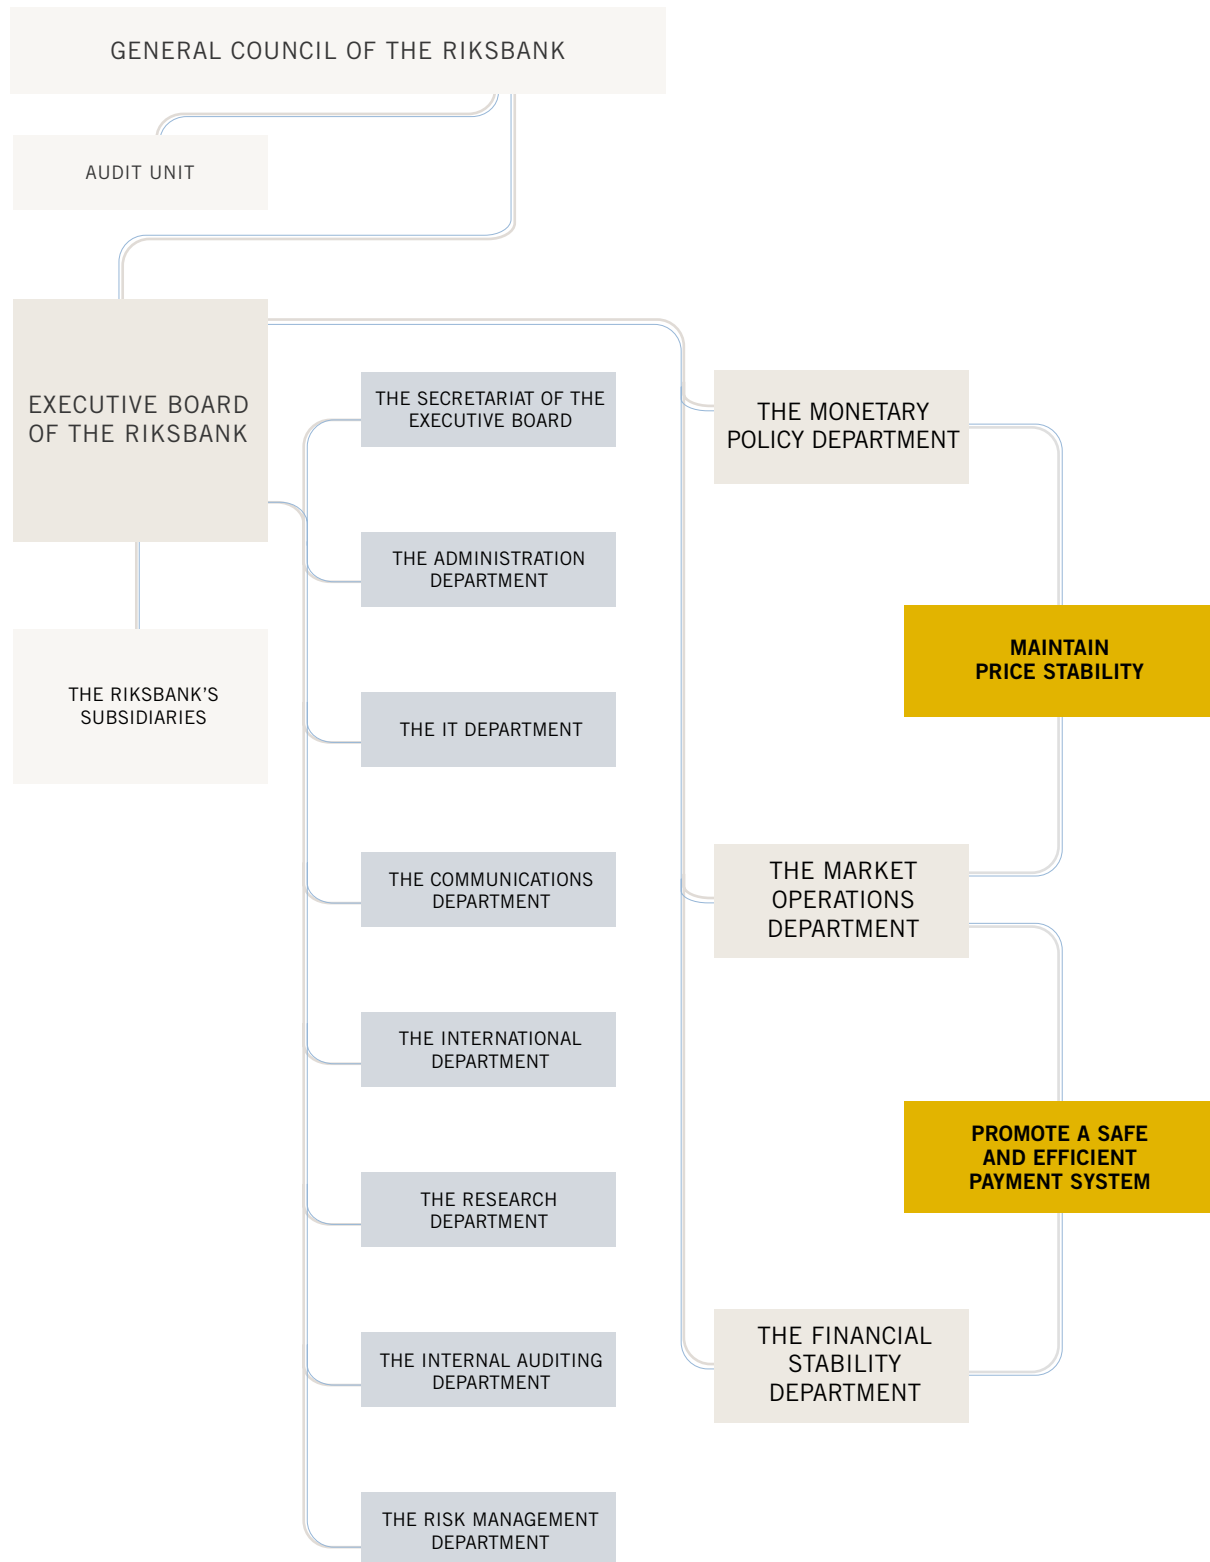 GENERAL COUNCIL OF THE RIKSBANK
AUDIT UNIT
EXECUTIVE BOARD
OF THE RIKSBANK
THE RIKSBANK’S
SUBSIDIARIES
THE SECRETARIAT OF THE
EXECUTIVE BOARD
THE ADMINISTRATION
DEPARTMENT
THE IT DEPARTMENT
THE COMMUNICATIONS
DEPARTMENT
THE INTERNATIONAL
DEPARTMENT
THE RESEARCH
DEPARTMENT
THE INTERNAL AUDITING
DEPARTMENT
THE RISK MANAGEMENT
DEPARTMENT
THE MONETARY
POLICY DEPARTMENT
THE MARKET
OPERATIONS
DEPARTMENT
THE FINANCIAL
STABILITY
DEPARTMENT
MAINTAIN
PRICE STABILITY
PROMOTE A SAFE
AND EFFICIENT
PAYMENT SYSTEM